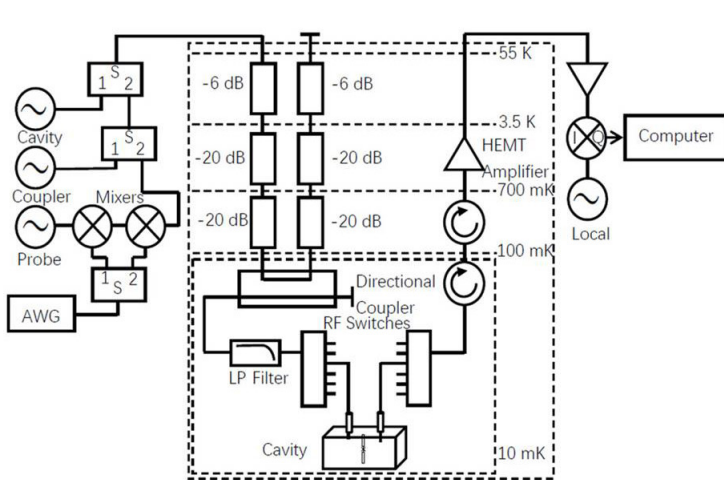 55 K
S
1 2
-6 dB
-6 dB
Cavity
3.5 K
S
1 2
I Q
Computer
HEMT
Amplifier
-20 dB
-20 dB
Coupler
Mixers
700 mK
-20 dB
-20 dB
Local
Probe
100 mK
1 2
S
AWG
Directional
Coupler
RF Switches
LP Filter
Cavity
10 mK